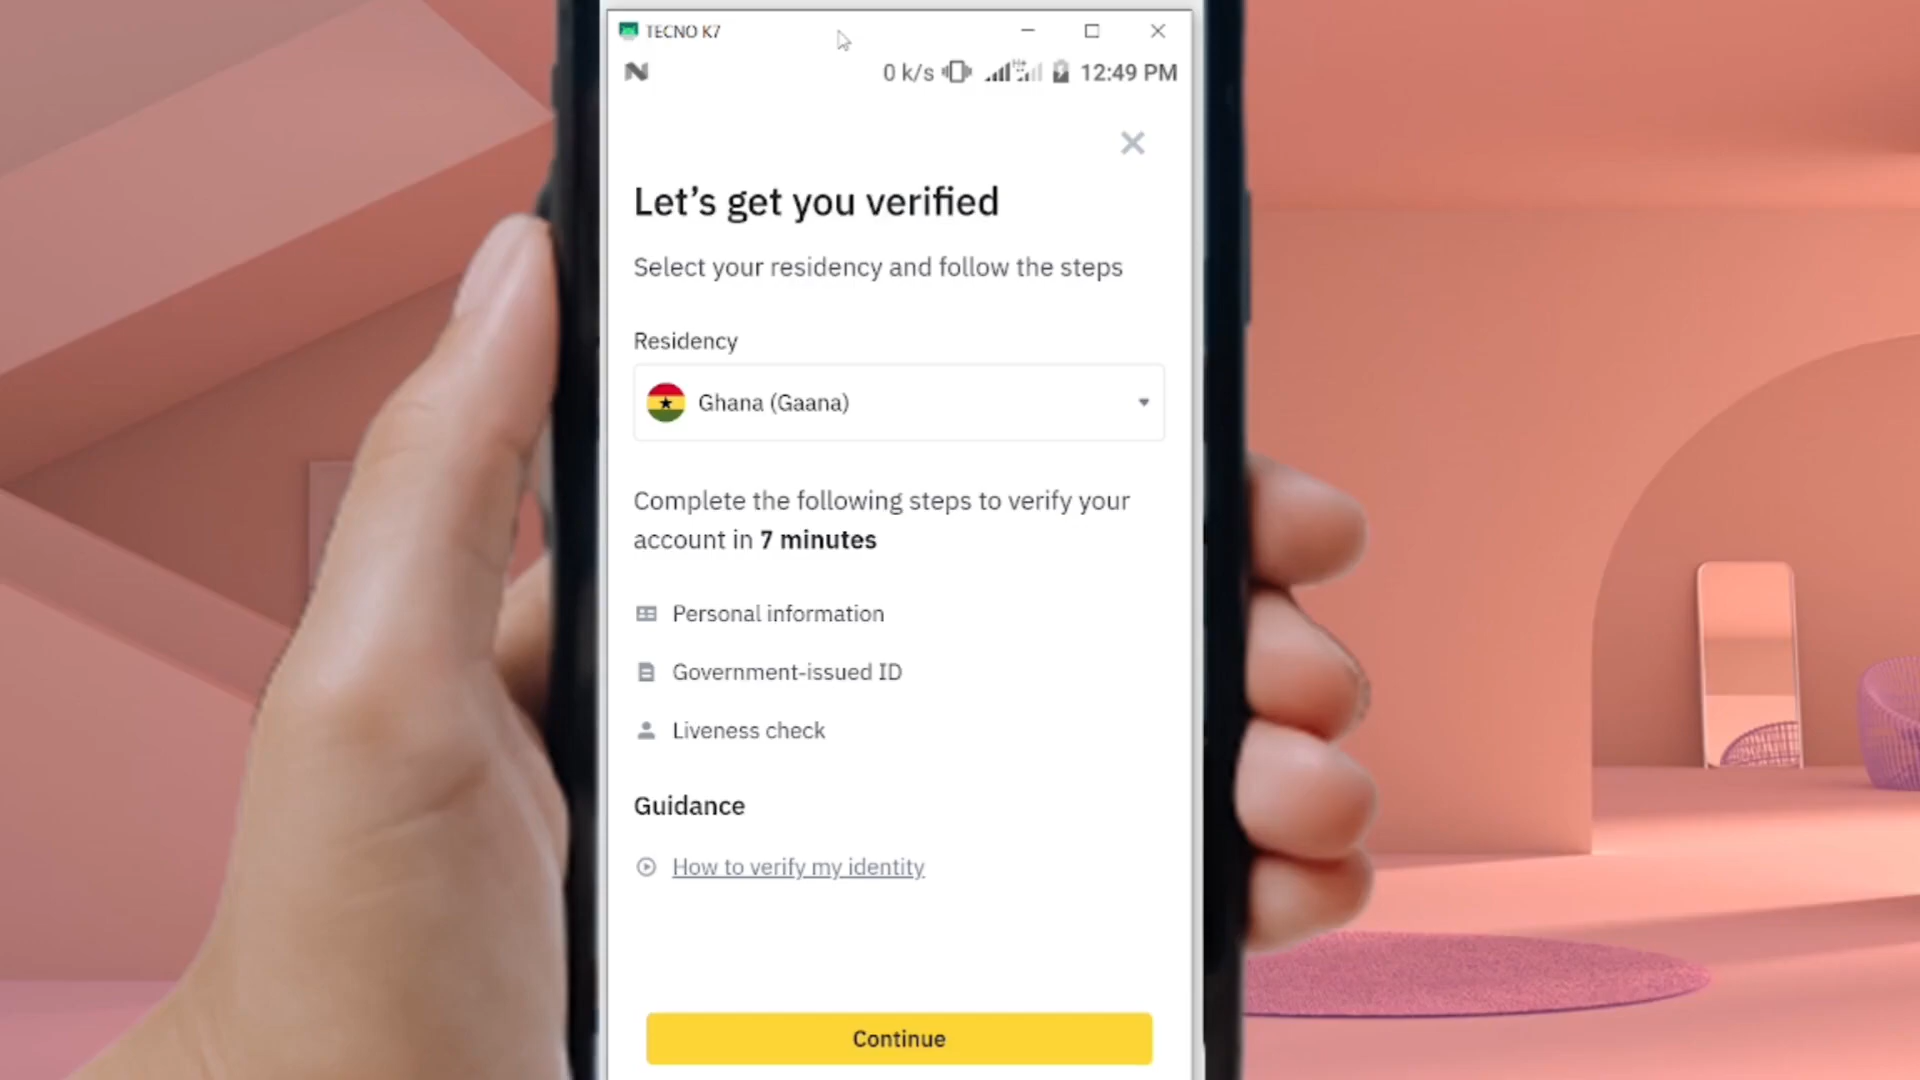 TECNO K7
0 k/s 12:49 PM
Let’s get you verified
Select your residency and follow the steps
Residency
Ghana (Gaana)
Complete the following steps to verify your
account in 7 minutes
Personal information
Government-issued ID
Liveness check
Guidance
How to verify my identity
Continue